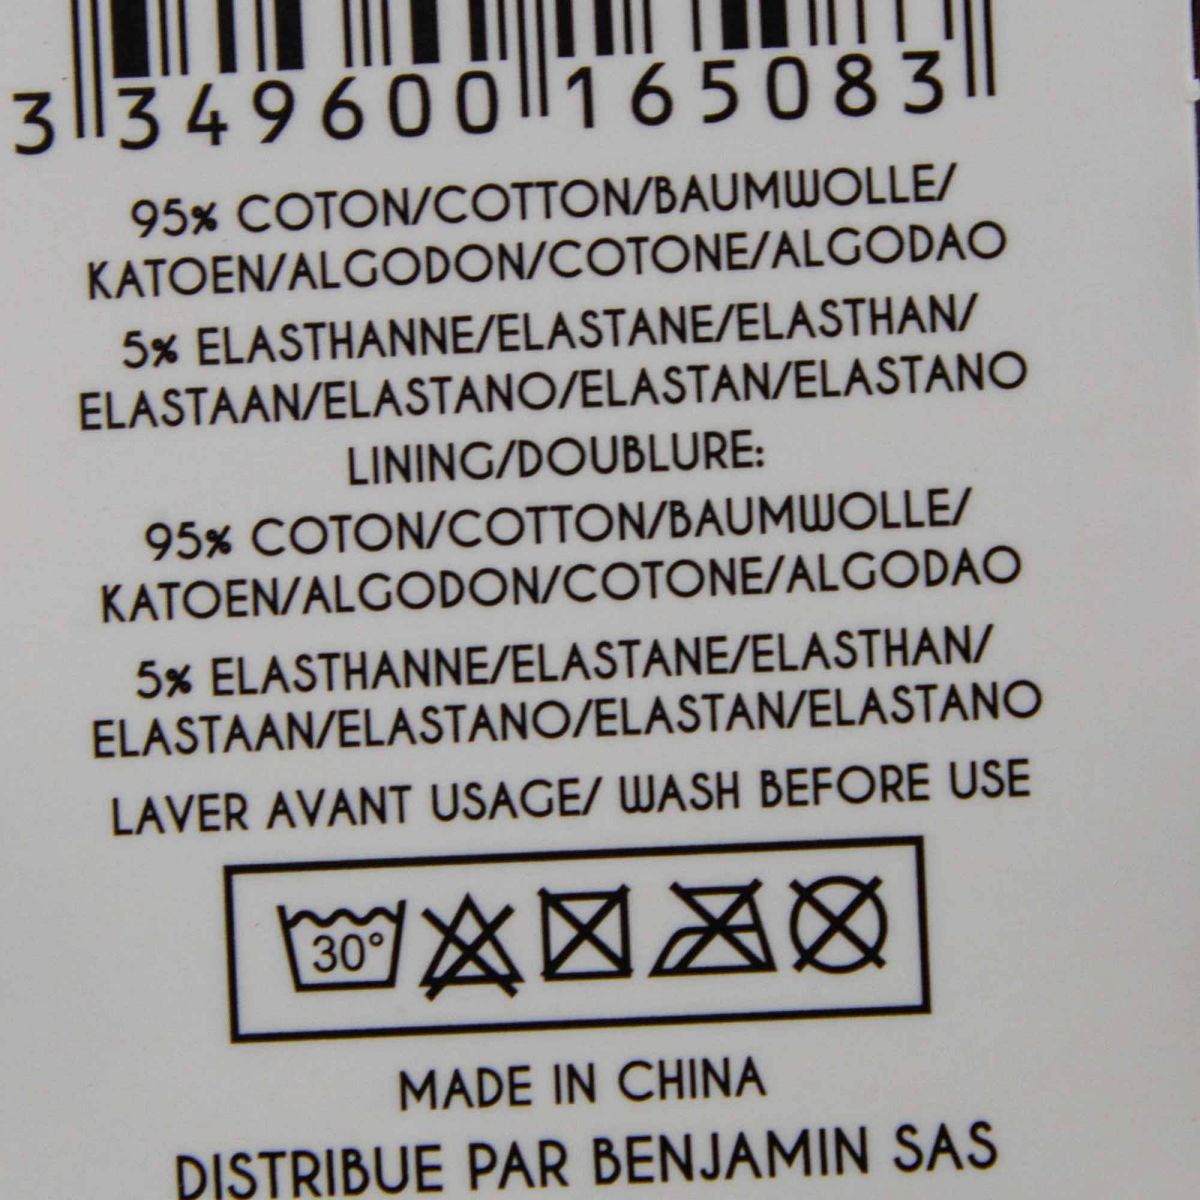 3 349600 165083
95% COTON/COTTON/BAUMWOLLE/
KATOEN/ALGODON/COTONE/ALGODAO
5% ELASTHANNE/ELASTANE/ELASTHAN/
ELASTAAN/ELASTANO/ELASTAN/ELASTANO
LINING/DOUBLURE:
95% COTON/COTTON/BAUMWOLLE/
KATOEN/ALGODON/COTONE/ALGODAO
5% ELASTHANNE/ELASTANE/ELASTHAN/
ELASTAAN/ELASTANO/ELASTAN/ELASTANO
LAVER AVANT USAGE/ WASH BEFORE USE
30°
MADE IN CHINA
DISTRIBUE PAR BENJAMIN SAS